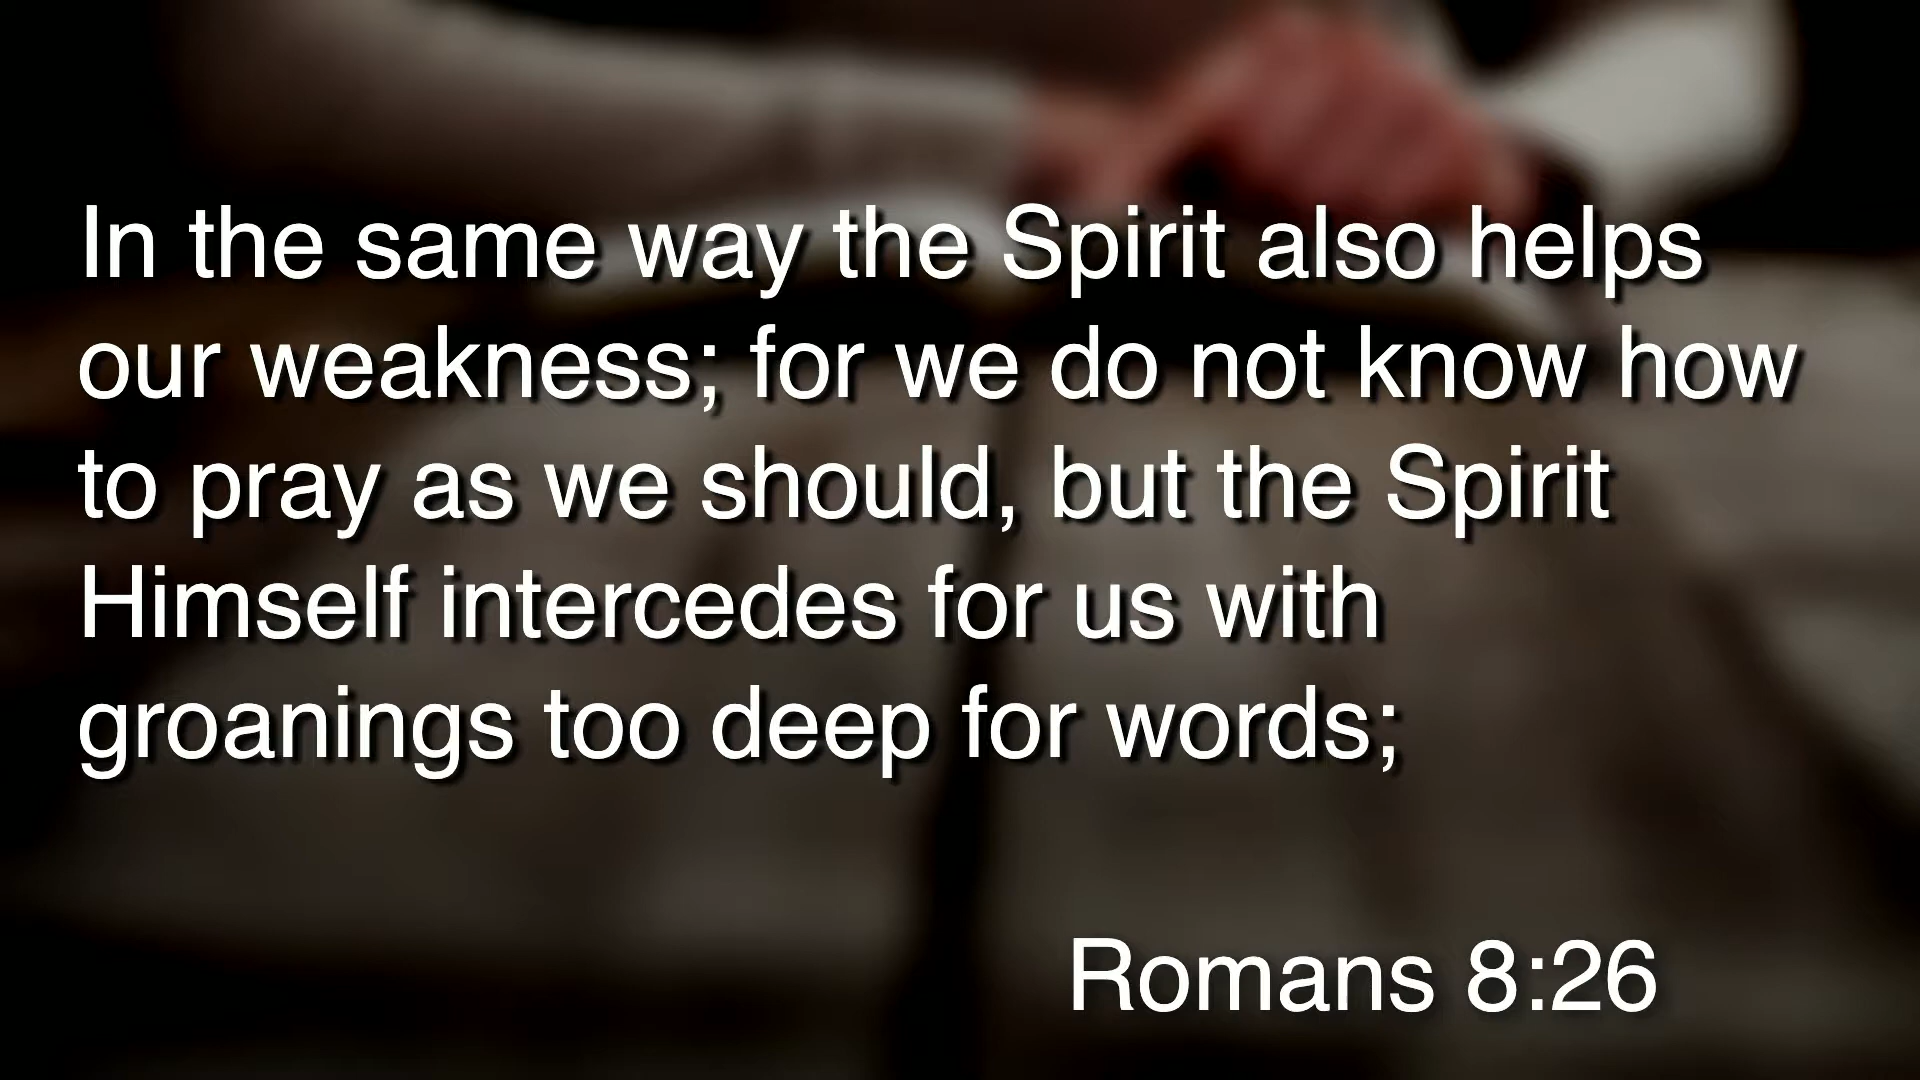 In the same way the Spirit also helps
our weakness; for we do not know how
to pray as we should, but the Spirit
Himself intercedes for us with
groanings too deep for words;
Romans 8:26